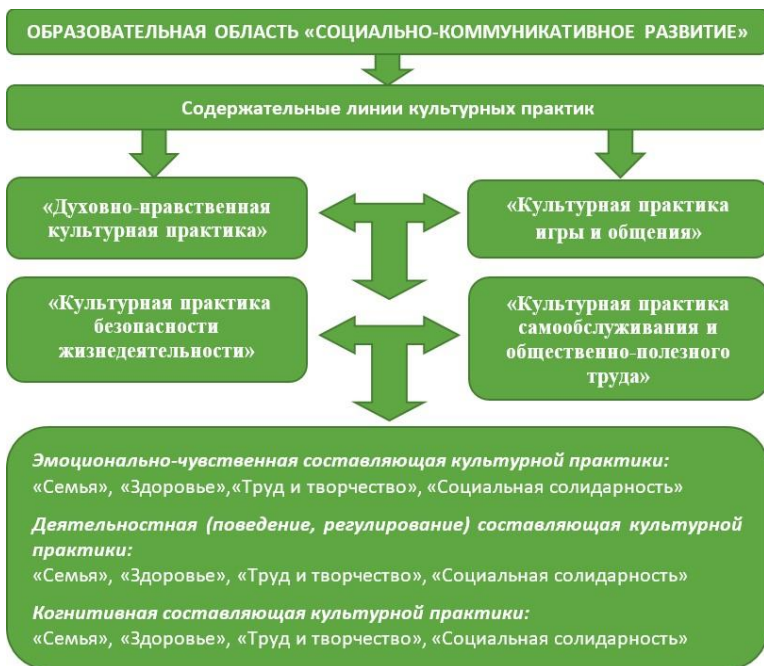 ОБРАЗОВАТЕЛЬНАЯ ОБЛАСТЬ «СОЦИАЛЬНО-КОММУНИКАТИВНОЕ РАЗВИТИЕ»
Содержательные линии культурных практик
«Духовно-нравственная
культурная практика»
«Культурная практика
игры и общения»
«Культурная практика
безопасности
жизнедеятельности»
«Культурная практика
самообслуживания и
общественно-полезного
труда»
Эмоционально-чувственная составляющая культурной практики:
«Семья», «Здоровье»,«Труд и творчество», «Социальная солидарность»
Деятельностная (поведение, регулирование) составляющая культурной
практики:
«Семья», «Здоровье», «Труд и творчество», «Социальная солидарность»
Когнитивная составляющая культурной практики:
«Семья», «Здоровье», «Труд и творчество», «Социальная солидарность»